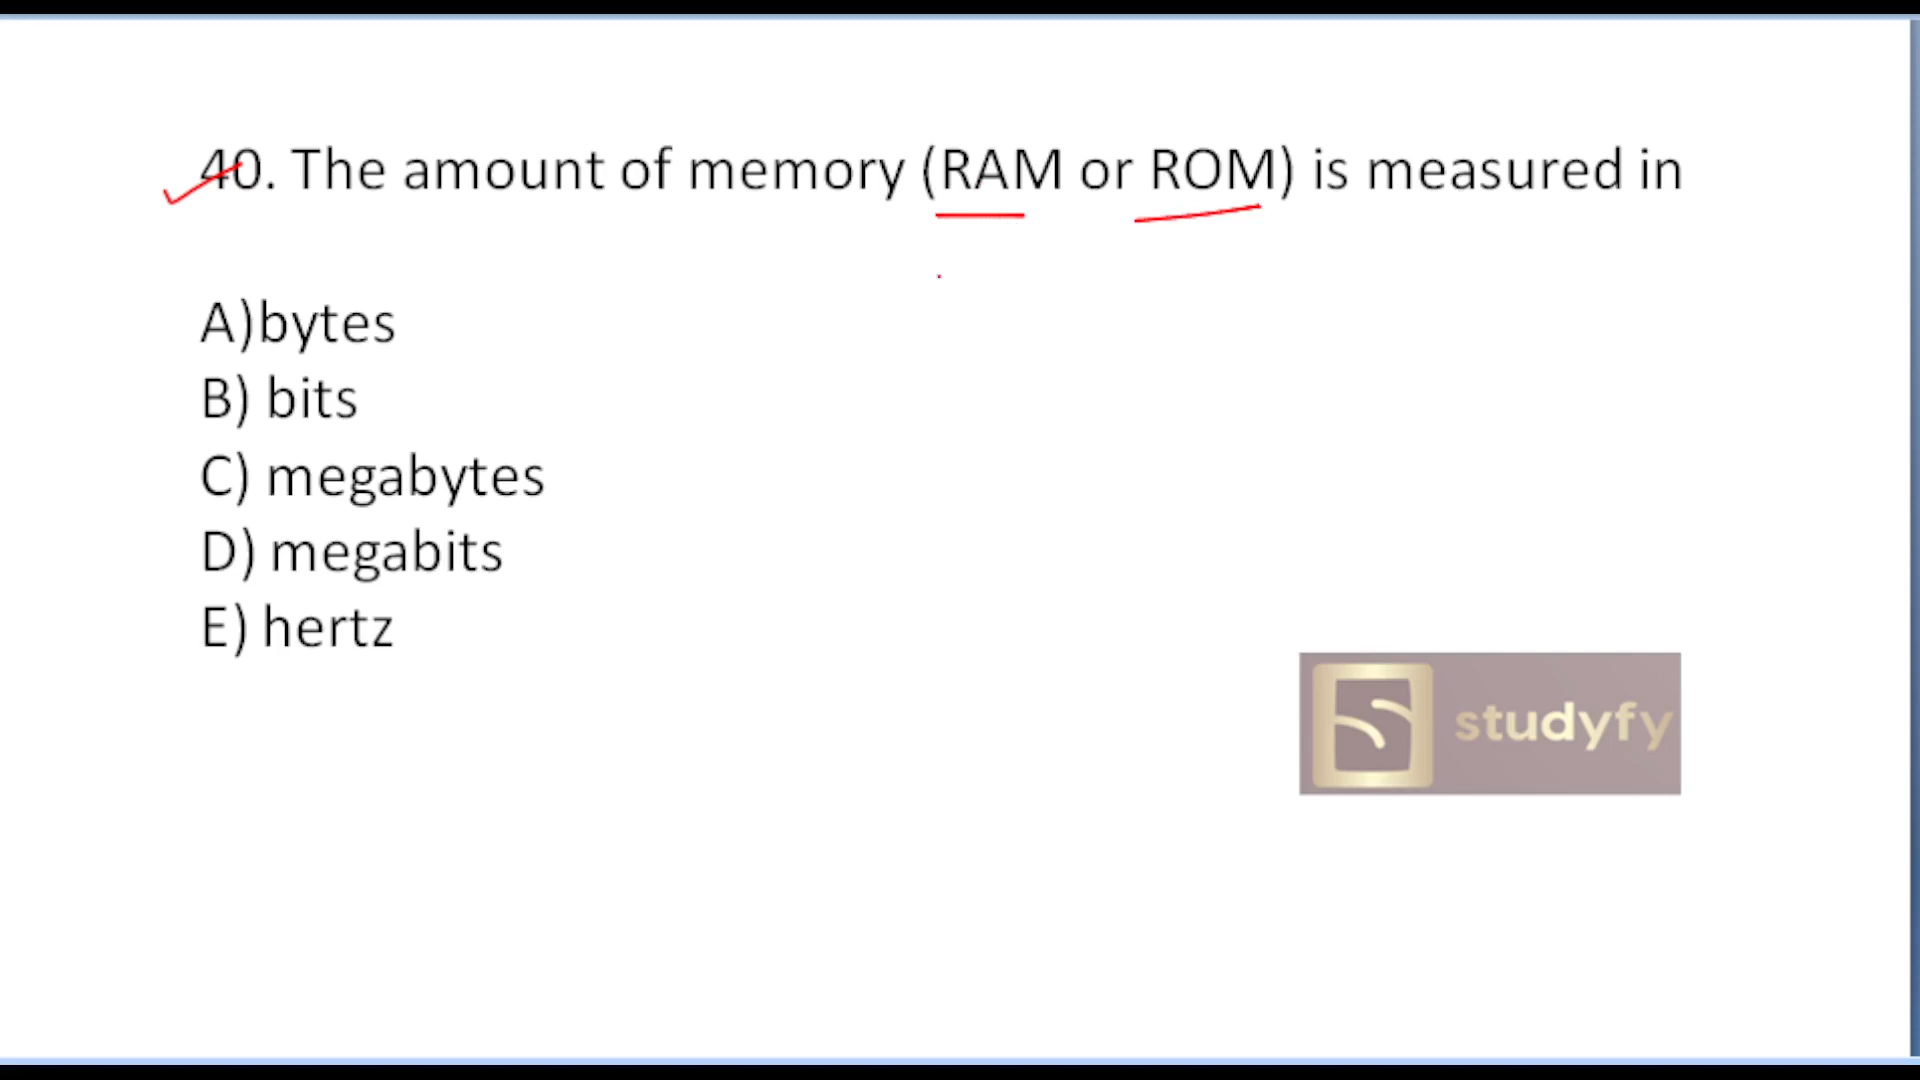 40. The amount of memory (RAM or ROM) is measured in
A)bytes
B) bits
C) megabytes
D) megabits
E) hertz
studyfy